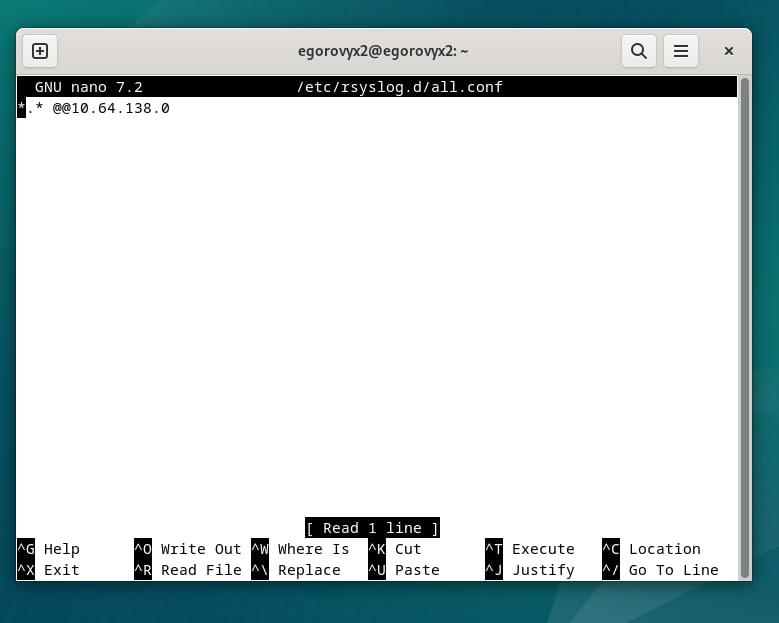 egorovyx2@egorovyx2: ~
GNU nano 7.2 /etc/rsyslog.d/all.conf
*.* @@10.64.138.0
[ Read 1 line ]
^G Help ^O Write Out ^W Where Is ^K Cut ^T Execute ^C Location
^X Exit ^R Read File ^\ Replace ^U Paste ^J Justify ^/ Go To Line